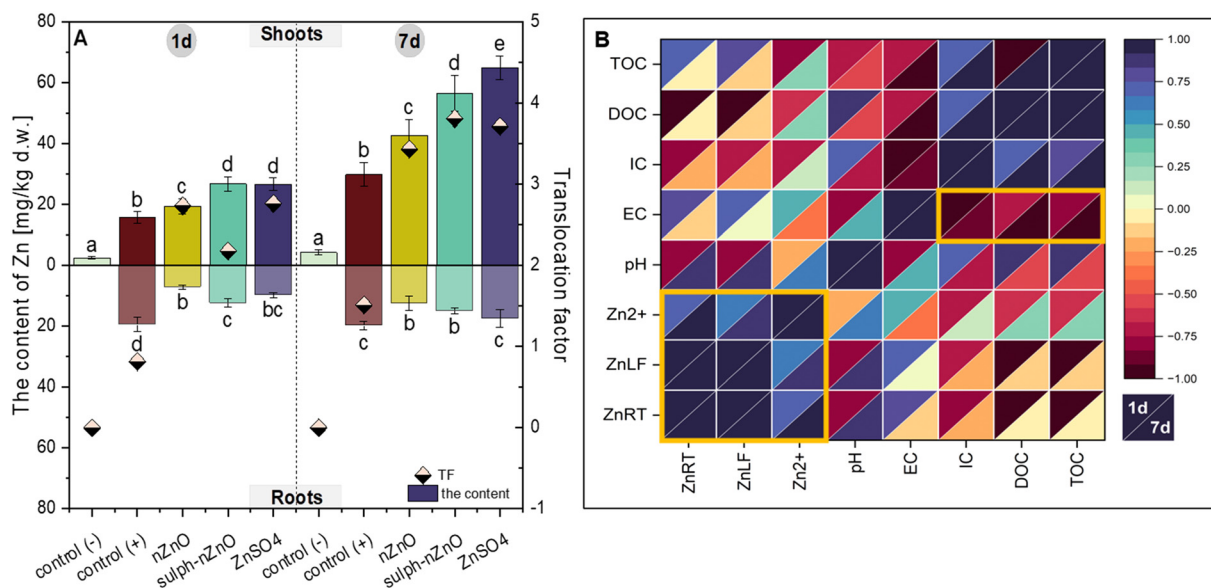 A
1d
Shoots
7d
The content of Zn [mg/kg d.w.]
80
60
40
20
0
20
40
60
80
a
b
c
d
d
a
b
c
d
e
d
b
c
bc
c
b
b
c
5
4
3
2
1
0
-1
Translocation factor
TF
the content
Roots
control (-)
control (+)
nZnO
sulph-nZnO
ZnSO4
control (-)
control (+)
nZnO
sulph-nZnO
ZnSO4
B
TOC
DOC
IC
EC
pH
Zn2+
ZnLF
ZnRT
ZnRT
ZnLF
Zn2+
pH
EC
IC
DOC
TOC
1.00
0.75
0.50
0.25
0.00
−0.25
−0.50
−0.75
−1.00
1d
7d